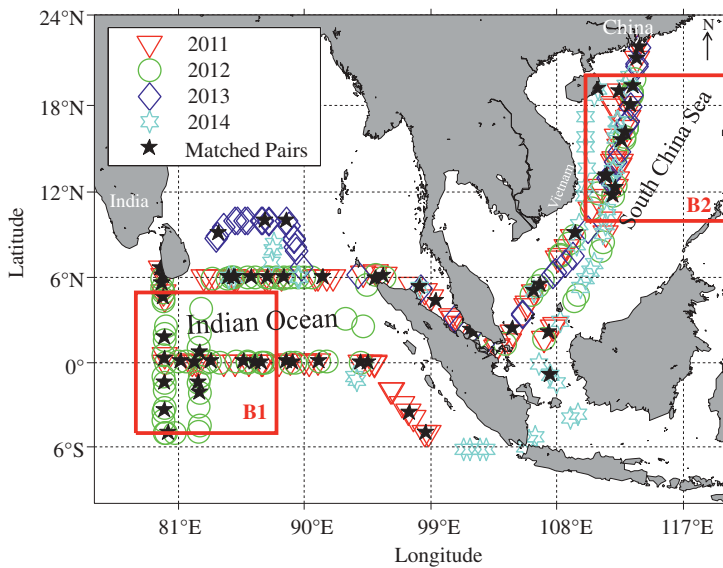 24°N
18°N
12°N
6°N
0°
6°S
Latitude
2011
2012
2013
2014
Matched Pairs
China
N
India
Vietnam
South China Sea
B2
Indian Ocean
B1
81°E
90°E
99°E
108°E
117°E
Longitude